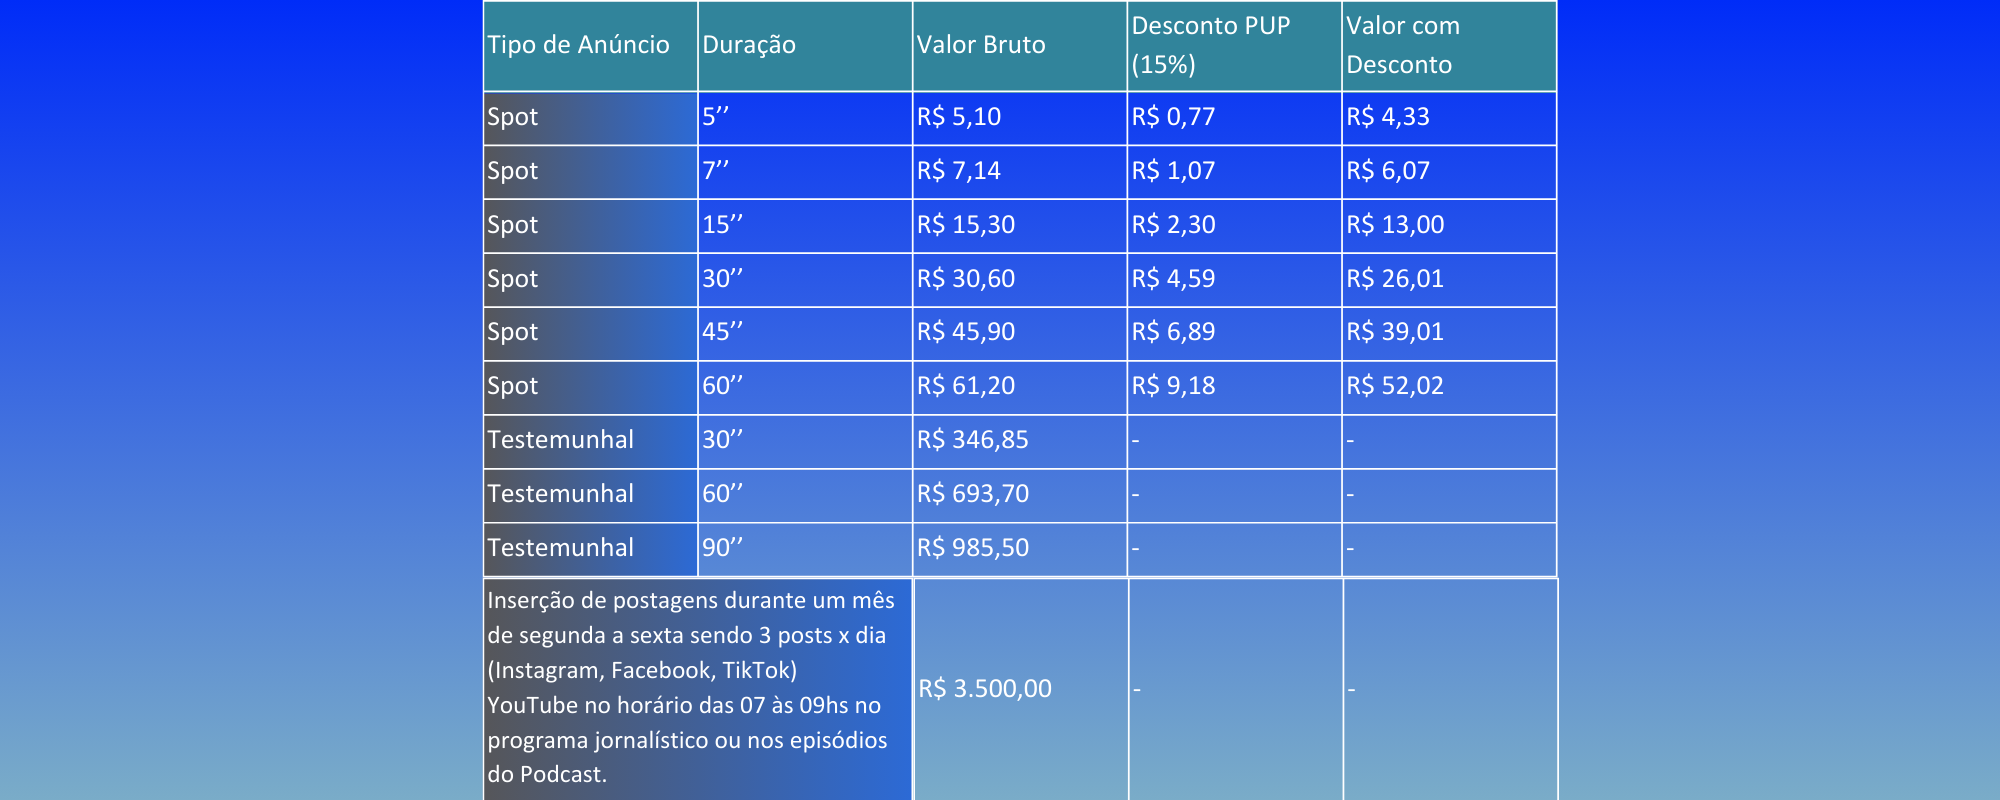 Tipo de Anúncio Duração Valor Bruto Desconto PUP (15%) Valor com Desconto
Spot 5’’ R$ 5,10 R$ 0,77 R$ 4,33
Spot 7’’ R$ 7,14 R$ 1,07 R$ 6,07
Spot 15’’ R$ 15,30 R$ 2,30 R$ 13,00
Spot 30’’ R$ 30,60 R$ 4,59 R$ 26,01
Spot 45’’ R$ 45,90 R$ 6,89 R$ 39,01
Spot 60’’ R$ 61,20 R$ 9,18 R$ 52,02
Testemunhal 30’’ R$ 346,85 - -
Testemunhal 60’’ R$ 693,70 - -
Testemunhal 90’’ R$ 985,50 - -
Inserção de postagens durante um mês
de segunda a sexta sendo 3 posts x dia
(Instagram, Facebook, TikTok)
YouTube no horário das 07 às 09hs no
programa jornalístico ou nos episódios
do Podcast.
R$ 3.500,00 - -